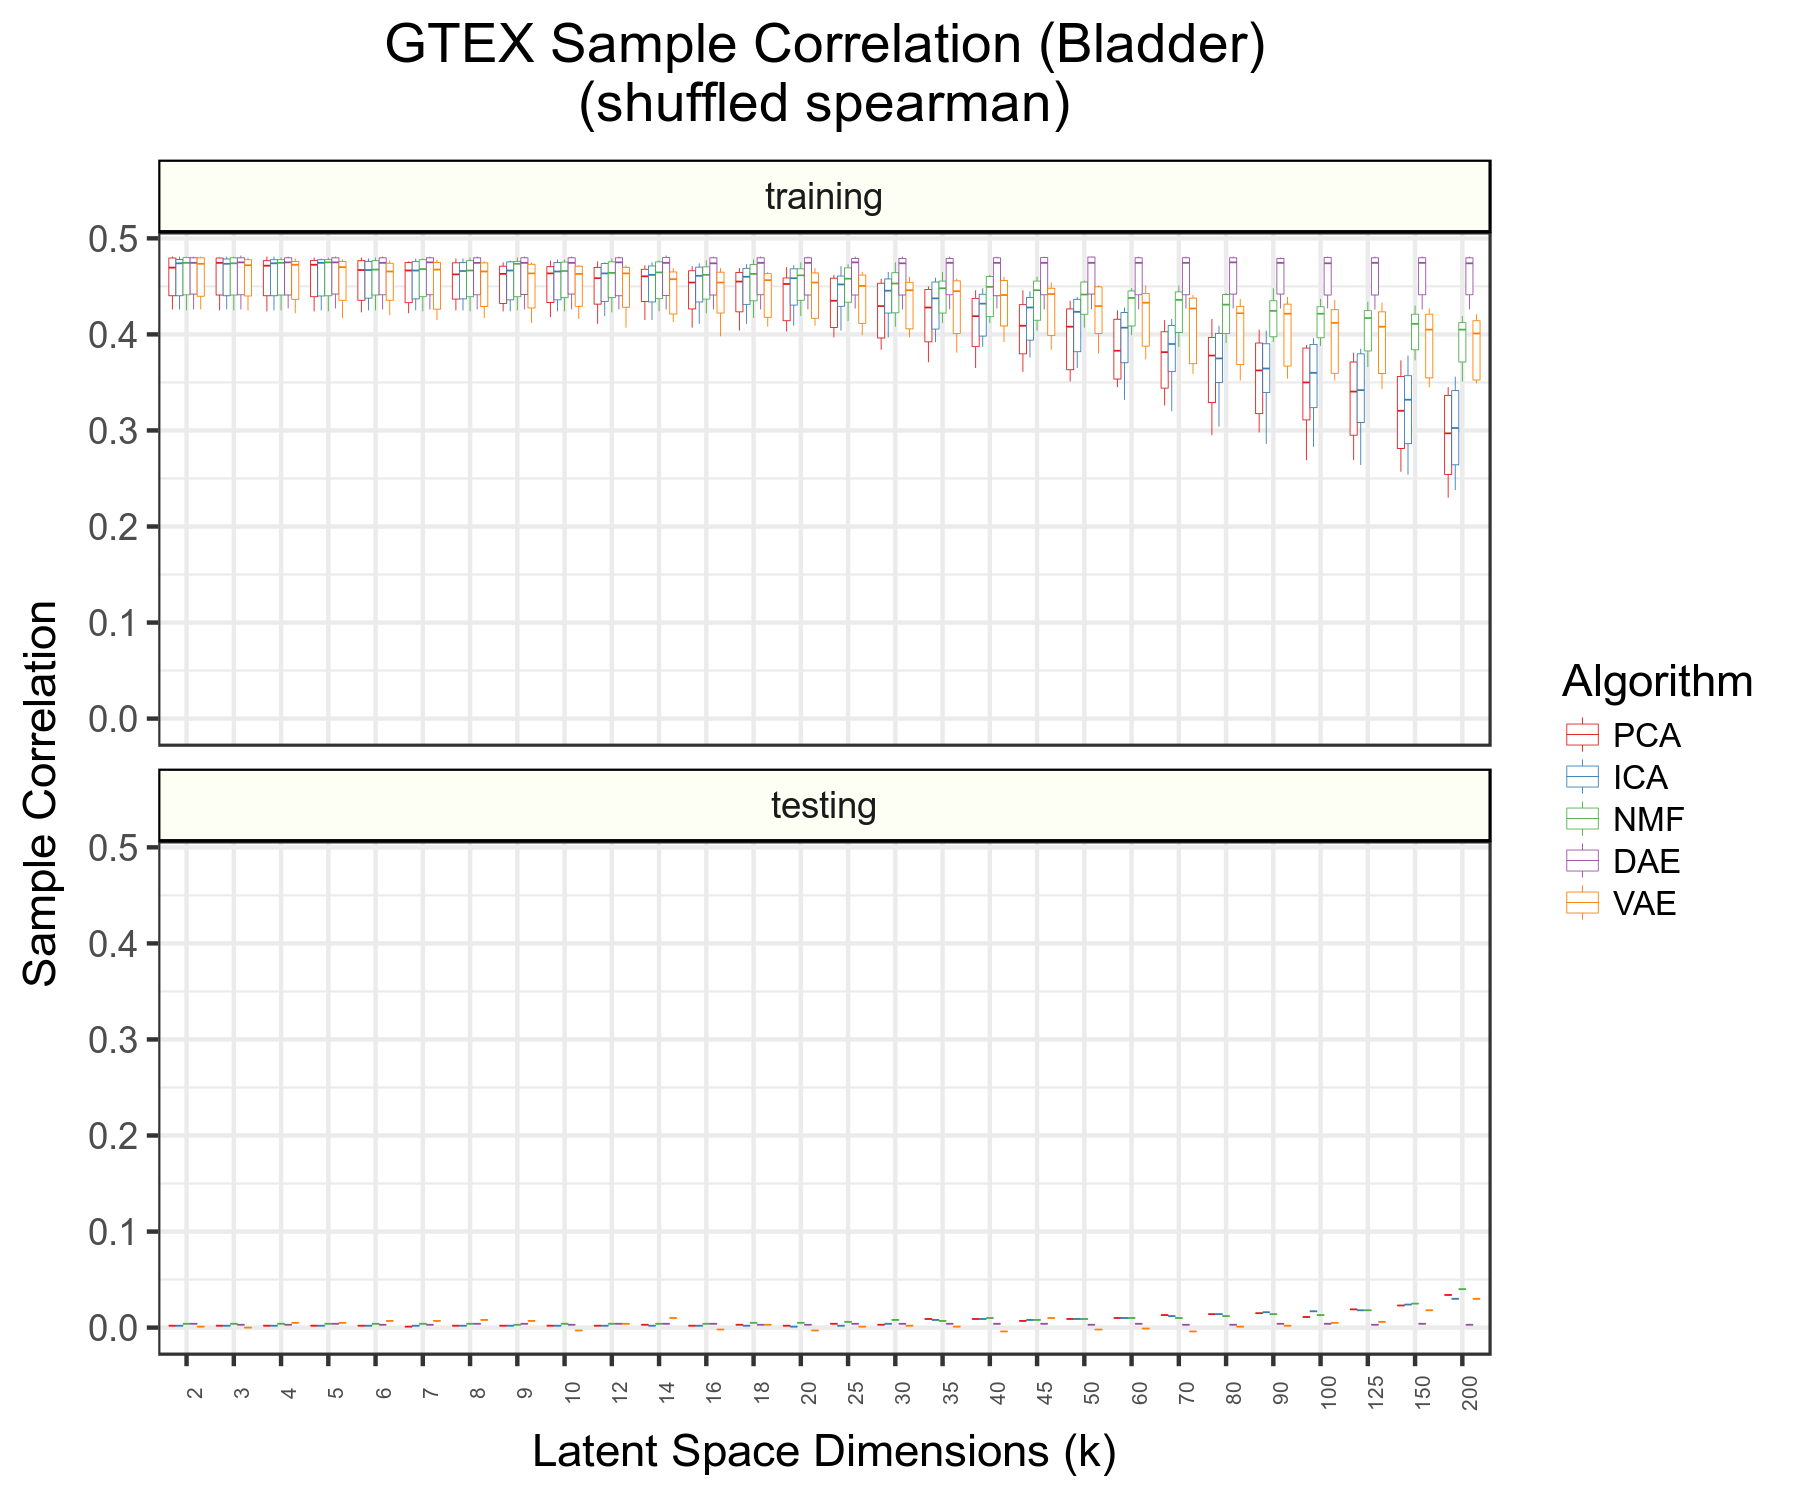 GTEX Sample Correlation (Bladder)
(shuffled spearman)
training
0.5
0.4
0.3
0.2
0.1
0.0
testing
0.5
0.4
0.3
0.2
0.1
0.0
Sample Correlation
2 3 4 5 6 7 8 9 10 12 14 16 18 20 25 30 35 40 45 50 60 70 80 90 100 125 150 200
Latent Space Dimensions (k)
Algorithm
PCA
ICA
NMF
DAE
VAE